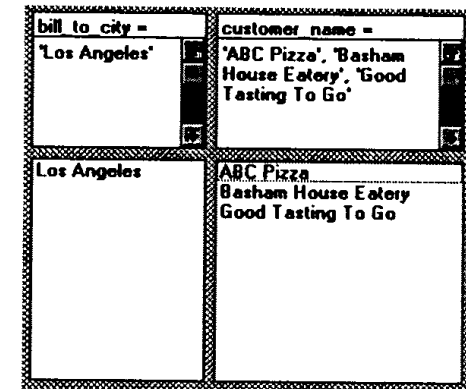 bill_to_city =
'Los Angeles'
customer_name =
'ABC Pizza', 'Basham
House Eatery', 'Good
Tasting To Go'
Los Angeles
ABC Pizza
Basham House Eatery
Good Tasting To Go